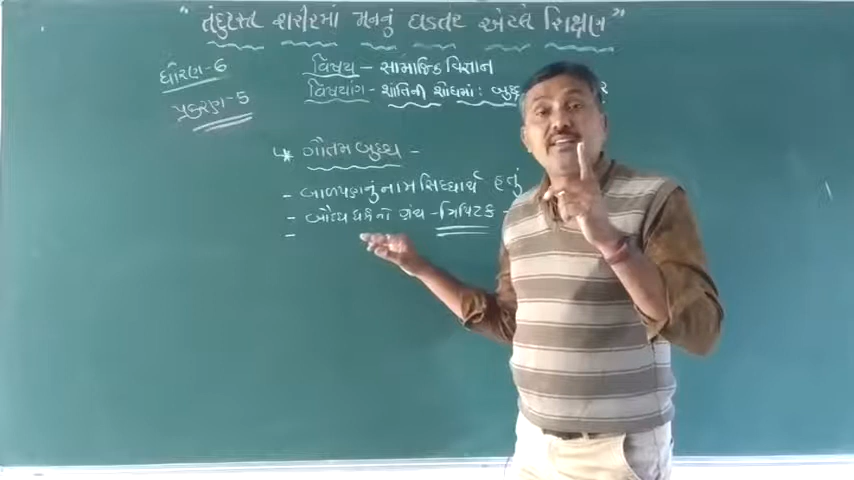 "તંદુરસ્ત શરીરમાં મનનું ઘડતર એટલે શિક્ષણ"
ધોરણ-6
વિષય - સામાજિક વિજ્ઞાન
પ્રકરણ-5
વિષયાંગ - શાંતિની શોધમાં : બુદ્ધ
* ગૌતમ બુદ્ધ -
- બાળપણનું નામ સિદ્ધાર્થ હતું
- બૌદ્ધ ધર્મનો ગ્રંથ - ત્રિપિટક -
-